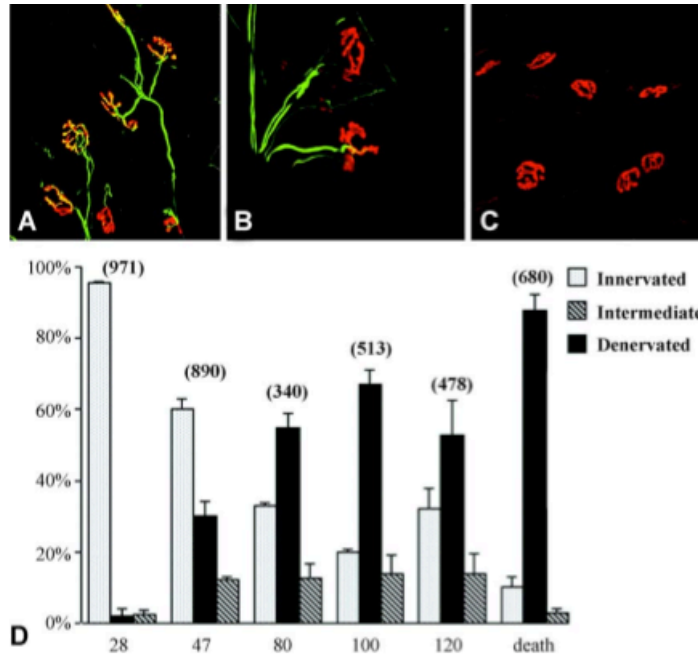 A B C
100%
80%
60%
40%
20%
0%
(971)
(890)
(340)
(513)
(478)
(680)
Innervated
Intermediate
Denervated
D
28 47 80 100 120 death